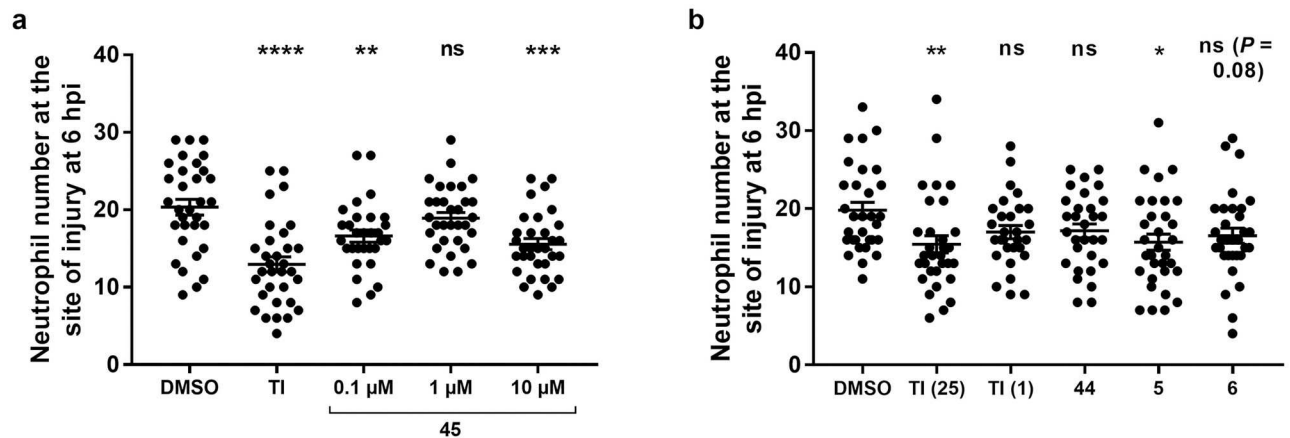 a
Neutrophil number at the
site of injury at 6 hpi
40
30
20
10
0
****
**
ns
***
DMSO
TI
0.1 µM
1 µM
10 µM
45
b
Neutrophil number at the
site of injury at 6 hpi
40
30
20
10
0
**
ns
ns
*
ns (P =
0.08)
DMSO
TI (25)
TI (1)
44
5
6